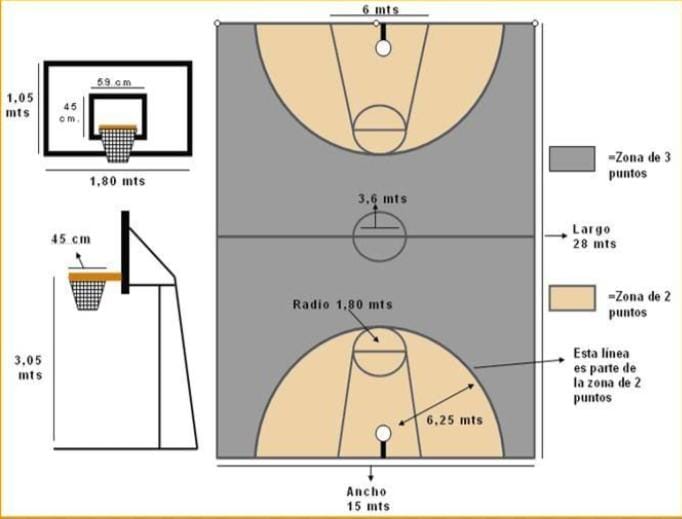 6 mts
59 cm
1,05
mts
45
cm.
1,80 mts
=Zona de 3
puntos
3,6 mts
45 cm
Largo
28 mts
Radio 1,80 mts
=Zona de 2
puntos
3,05
mts
Esta línea
es parte de
la zona de 2
puntos
6,25 mts
Ancho
15 mts